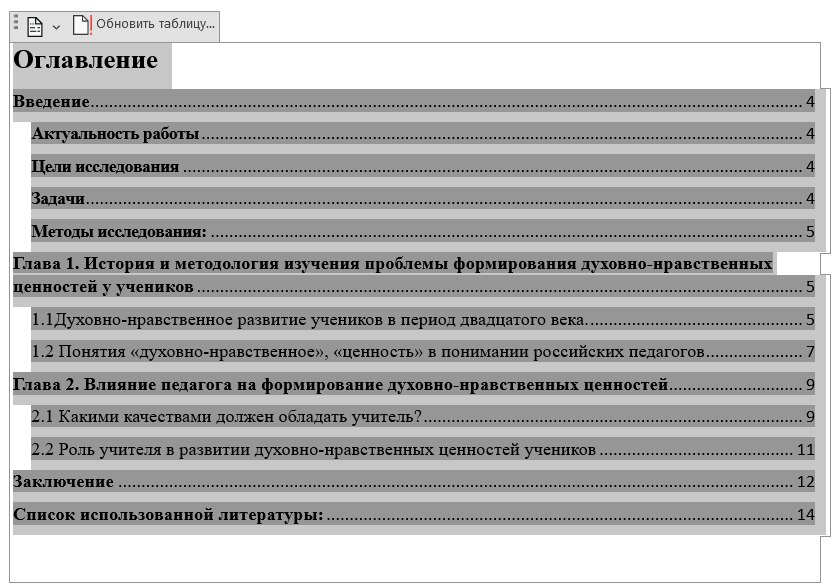 Обновить таблицу...
Оглавление
Введение........ 4
Актуальность работы........ 4
Цели исследования........ 4
Задачи........ 4
Методы исследования:........ 5
Глава 1. История и методология изучения проблемы формирования духовно-нравственных
ценностей у учеников........ 5
1.1Духовно-нравственное развитие учеников в период двадцатого века........ 5
1.2 Понятия «духовно-нравственное», «ценность» в понимании российских педагогов........ 7
Глава 2. Влияние педагога на формирование духовно-нравственных ценностей........ 9
2.1 Какими качествами должен обладать учитель?........ 9
2.2 Роль учителя в развитии духовно-нравственных ценностей учеников........ 11
Заключение........ 12
Список использованной литературы:........ 14